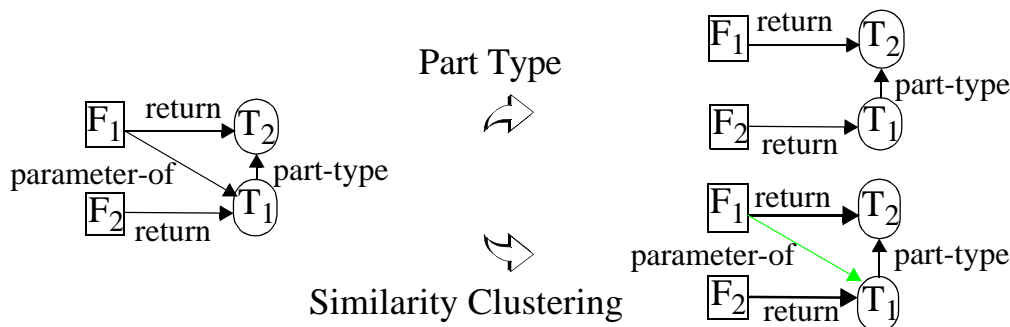 F1 return T2
parameter-of part-type
F2 return T1
Part Type
Similarity Clustering
F1 return T2
part-type
F2 return T1
F1 return T2
parameter-of part-type
F2 return T1